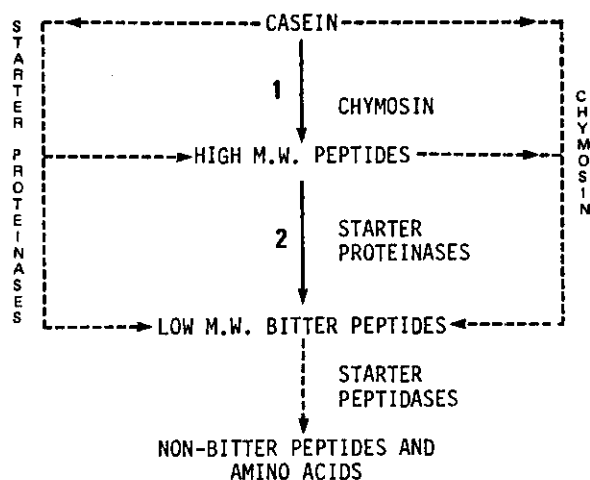 CASEIN
STARTER PROTEINASES
1
CHYMOSIN
CHYMOSIN
HIGH M.W. PEPTIDES
2
STARTER
PROTEINASES
LOW M.W. BITTER PEPTIDES
STARTER
PEPTIDASES
NON-BITTER PEPTIDES AND
AMINO ACIDS